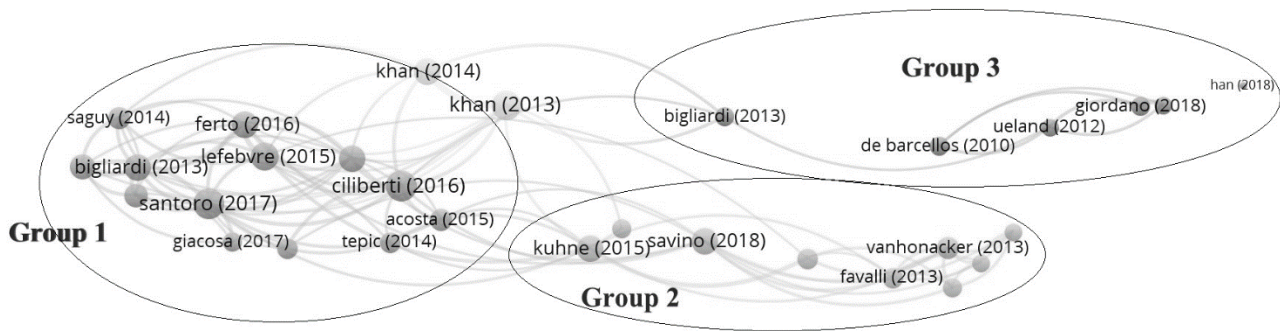 khan (2014)
khan (2013)
saguy (2014)
ferto (2016)
bigliardi (2013)
lefebvre (2015)
ciliberti (2016)
santoro (2017)
acosta (2015)
giacosa (2017)
tepic (2014)
Group 1
Group 3
han (2018)
bigliardi (2013)
giordano (2018)
ueland (2012)
de barcellos (2010)
kuhne (2015)
savino (2018)
vanhonacker (2013)
favalli (2013)
Group 2